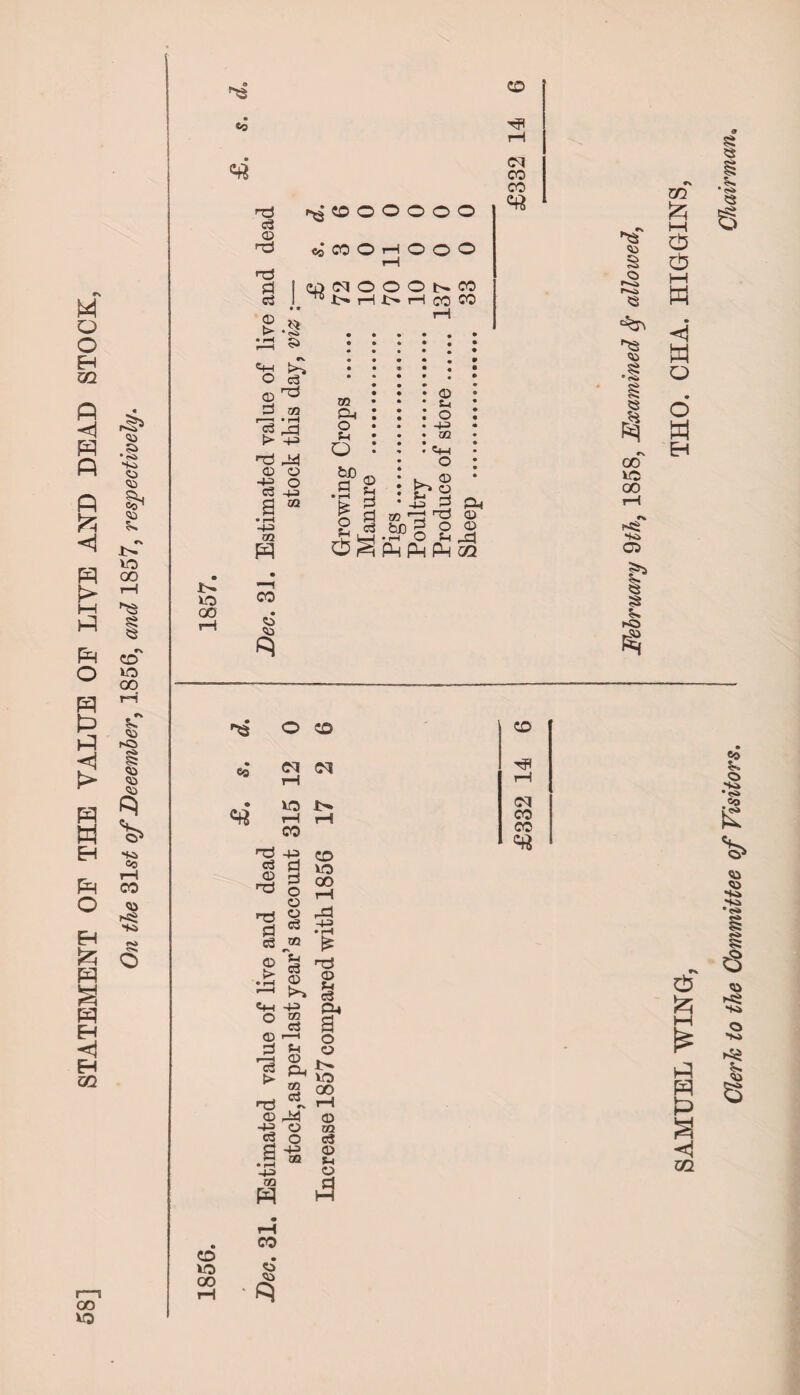 58]
STATEMENT OF THE VALUE OF LIVE AND DEAD STOCK,
On the 31st of December, 1856, and 1857, respectively.
1856.
£. s. d.
Dec. 31. Estimated value of live and dead
stock, as per last year's account 315 12 0
Increase 1857 compared with 1856 17 2 6
£332 14 6
1857.
£. s. d.
Dec. 31. Estimated value of live and dead
stock this day, viz:—
£ s. d.
Growing Crops ...... 72 3 6
Manure ............ 10 0 0
Pigs ............ 70 11 0
Poultry ............ 10 0 0
Produce of store ...... 137 0 0
Sheep ............ 33 0 0
£332 14 6
February 9th, 1858, Examined & allowed,
THO. CHA. HIGGINS,
Chairman.
SAMUEL WING,
Clerk to the Committee of Visitors.